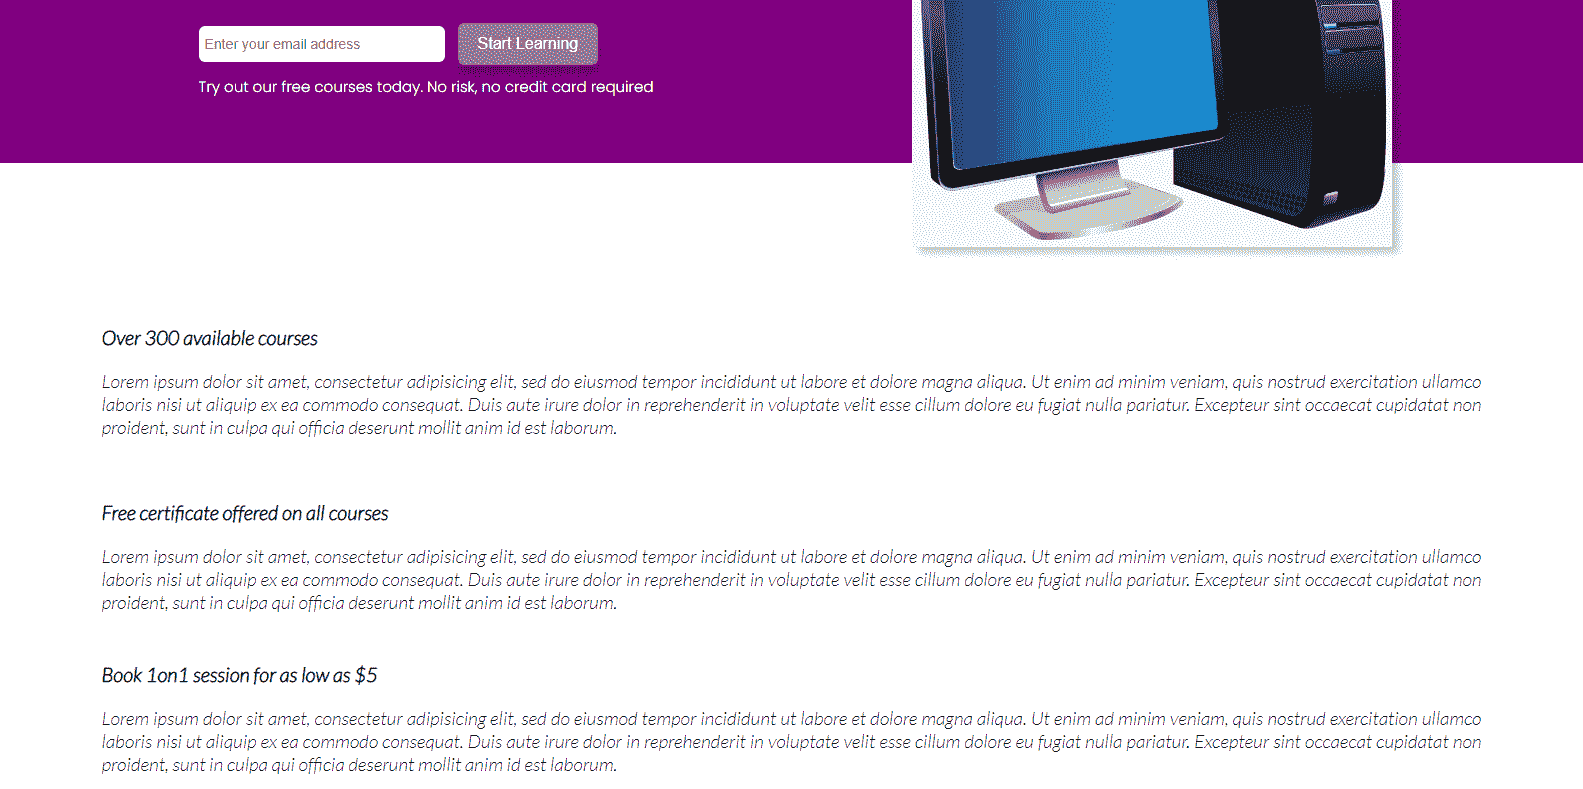 Enter your email address
Start Learning
Try out our free courses today. No risk, no credit card required
Over 300 available courses
Lorem ipsum dolor sit amet, consectetur adipisicing elit, sed do eiusmod tempor incididunt ut labore et dolore magna aliqua. Ut enim ad minim veniam, quis nostrud exercitation ullamco
laboris nisi ut aliquip ex ea commodo consequat. Duis aute irure dolor in reprehenderit in voluptate velit esse cillum dolore eu fugiat nulla pariatur. Excepteur sint occaecat cupidatat non
proident, sunt in culpa qui officia deserunt mollit anim id est laborum.
Free certificate offered on all courses
Lorem ipsum dolor sit amet, consectetur adipisicing elit, sed do eiusmod tempor incididunt ut labore et dolore magna aliqua. Ut enim ad minim veniam, quis nostrud exercitation ullamco
laboris nisi ut aliquip ex ea commodo consequat. Duis aute irure dolor in reprehenderit in voluptate velit esse cillum dolore eu fugiat nulla pariatur. Excepteur sint occaecat cupidatat non
proident, sunt in culpa qui officia deserunt mollit anim id est laborum.
Book 1on1 session for as low as $5
Lorem ipsum dolor sit amet, consectetur adipisicing elit, sed do eiusmod tempor incididunt ut labore et dolore magna aliqua. Ut enim ad minim veniam, quis nostrud exercitation ullamco
laboris nisi ut aliquip ex ea commodo consequat. Duis aute irure dolor in reprehenderit in voluptate velit esse cillum dolore eu fugiat nulla pariatur. Excepteur sint occaecat cupidatat non
proident, sunt in culpa qui officia deserunt mollit anim id est laborum.